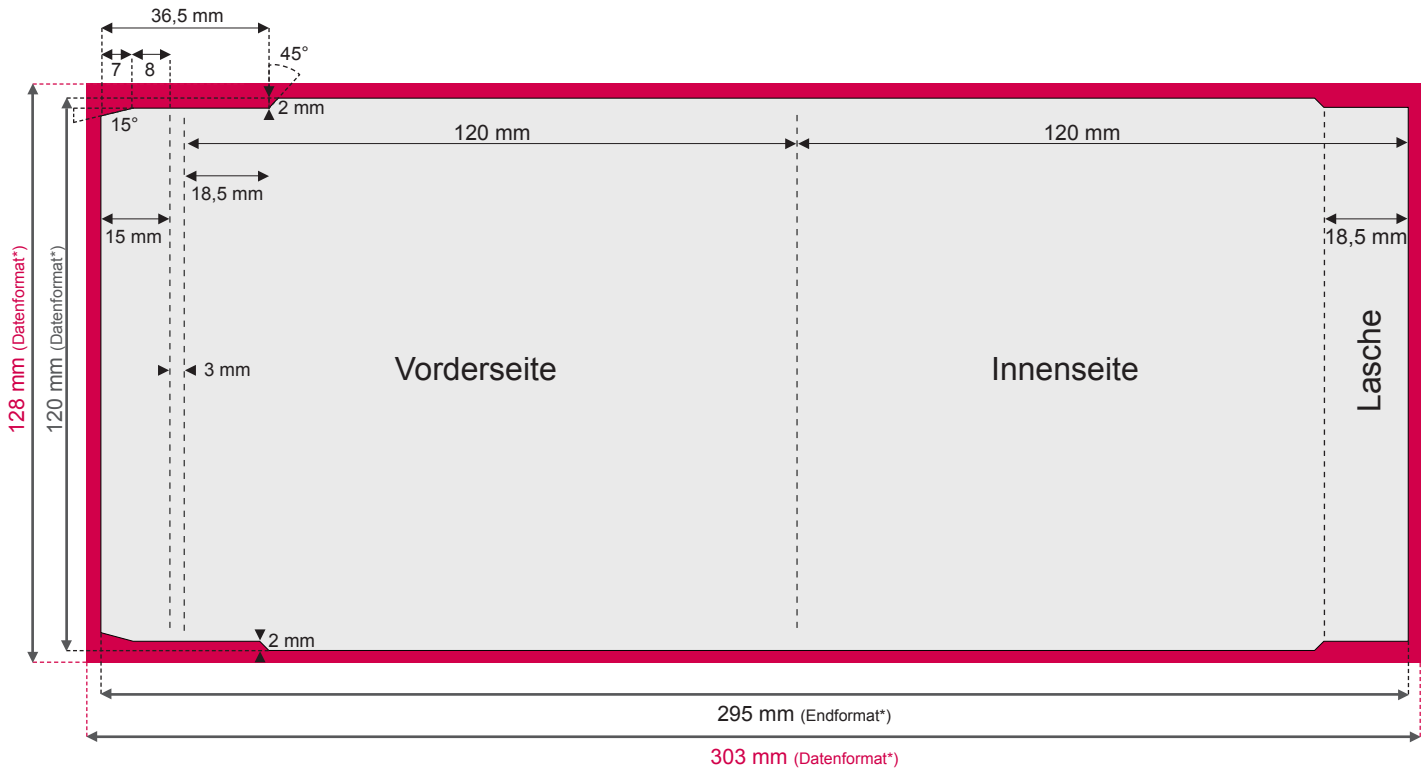 36,5 mm
45°
7
8
2 mm
15°
120 mm
120 mm
18,5 mm
15 mm
18,5 mm
128 mm (Datenformat*)
120 mm (Datenformat*)
3 mm
Vorderseite
Innenseite
Lasche
2 mm
295 mm (Endformat*)
303 mm (Datenformat*)